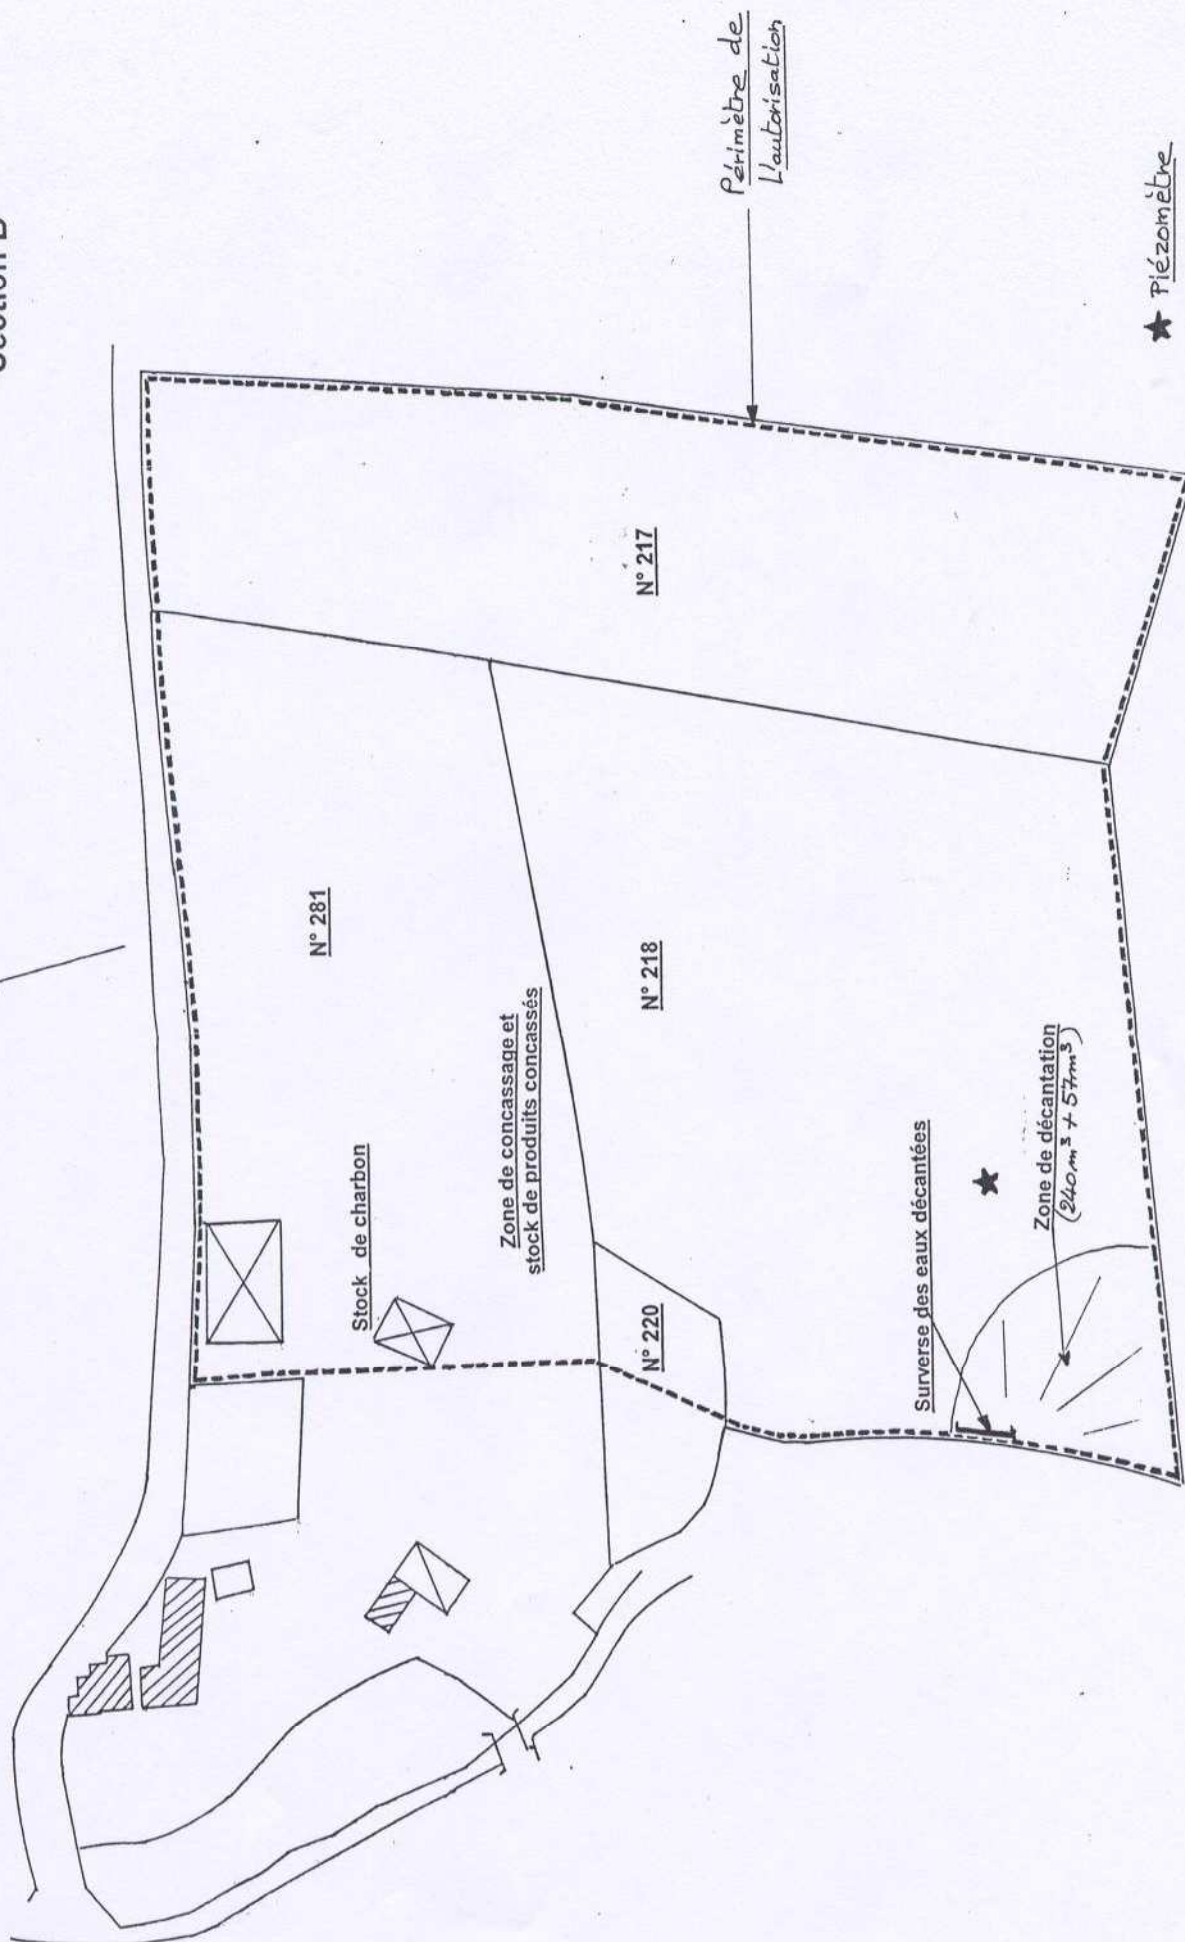 Périmètre de
L'autorisation
★ Piézomètre
N° 217
N° 281
N° 218
Zone de concassage et
stock de produits concassés
Stock de charbon
N° 220
Surverse des eaux décantées
Zone de décantation
(240m³ + 57m³)